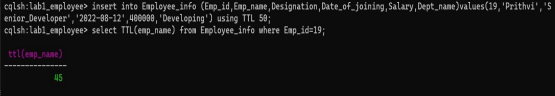 cqlsh:lab1_employee> insert into Employee_info (Emp_id,Emp_name,Designation,Date_of_joining,Salary,Dept_name)values(19,'Prithvi','S
enior_Developer','2022-08-12',400000,'Developing') using TTL 50;
cqlsh:lab1_employee> select TTL(emp_name) from Employee_info where Emp_id=19;
ttl(emp_name)
---------------
45